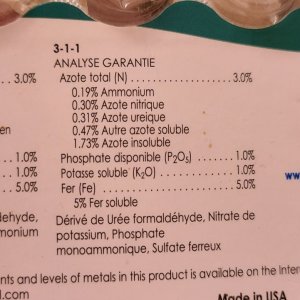 3-1-1
ANALYSE GARANTIE
3.0% Azote total (N) 3.0%
0.19% Ammonium
0.30% Azote nitrique
0.31% Azote ureique
0.47% Autre azote soluble
1.73% Azote insoluble
1.0% Phosphate disponible (P₂O₅) 1.0%
1.0% Potasse soluble (K₂O) 1.0%
5.0% Fer (Fe) 5.0%
5% Fer soluble
Dérivé de Urée formaldéhyde, Nitrate de
potassium, Phosphate
monoammonique, Sulfate ferreux
nts and levels of metals in this product is available on the Inter
Made in USA